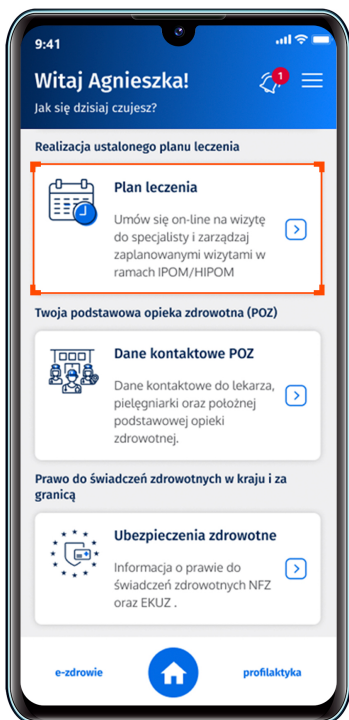 9:41
Witaj Agnieszka!
1
Jak się dzisiaj czujesz?
Realizacja ustalonego planu leczenia
Plan leczenia
Umów się on-line na wizytę
do specjalisty i zarządzaj
zaplanowanymi wizytami w
ramach IPOM/HIPOM
Twoja podstawowa opieka zdrowotna (POZ)
Dane kontaktowe POZ
Dane kontaktowe do lekarza,
pielęgniarki oraz położnej
podstawowej opieki
zdrowotnej.
Prawo do świadczeń zdrowotnych w kraju i za
granicą
Ubezpieczenia zdrowotne
Informacja o prawie do
świadczeń zdrowotnych NFZ
oraz EKUZ .
e-zdrowie
profilaktyka